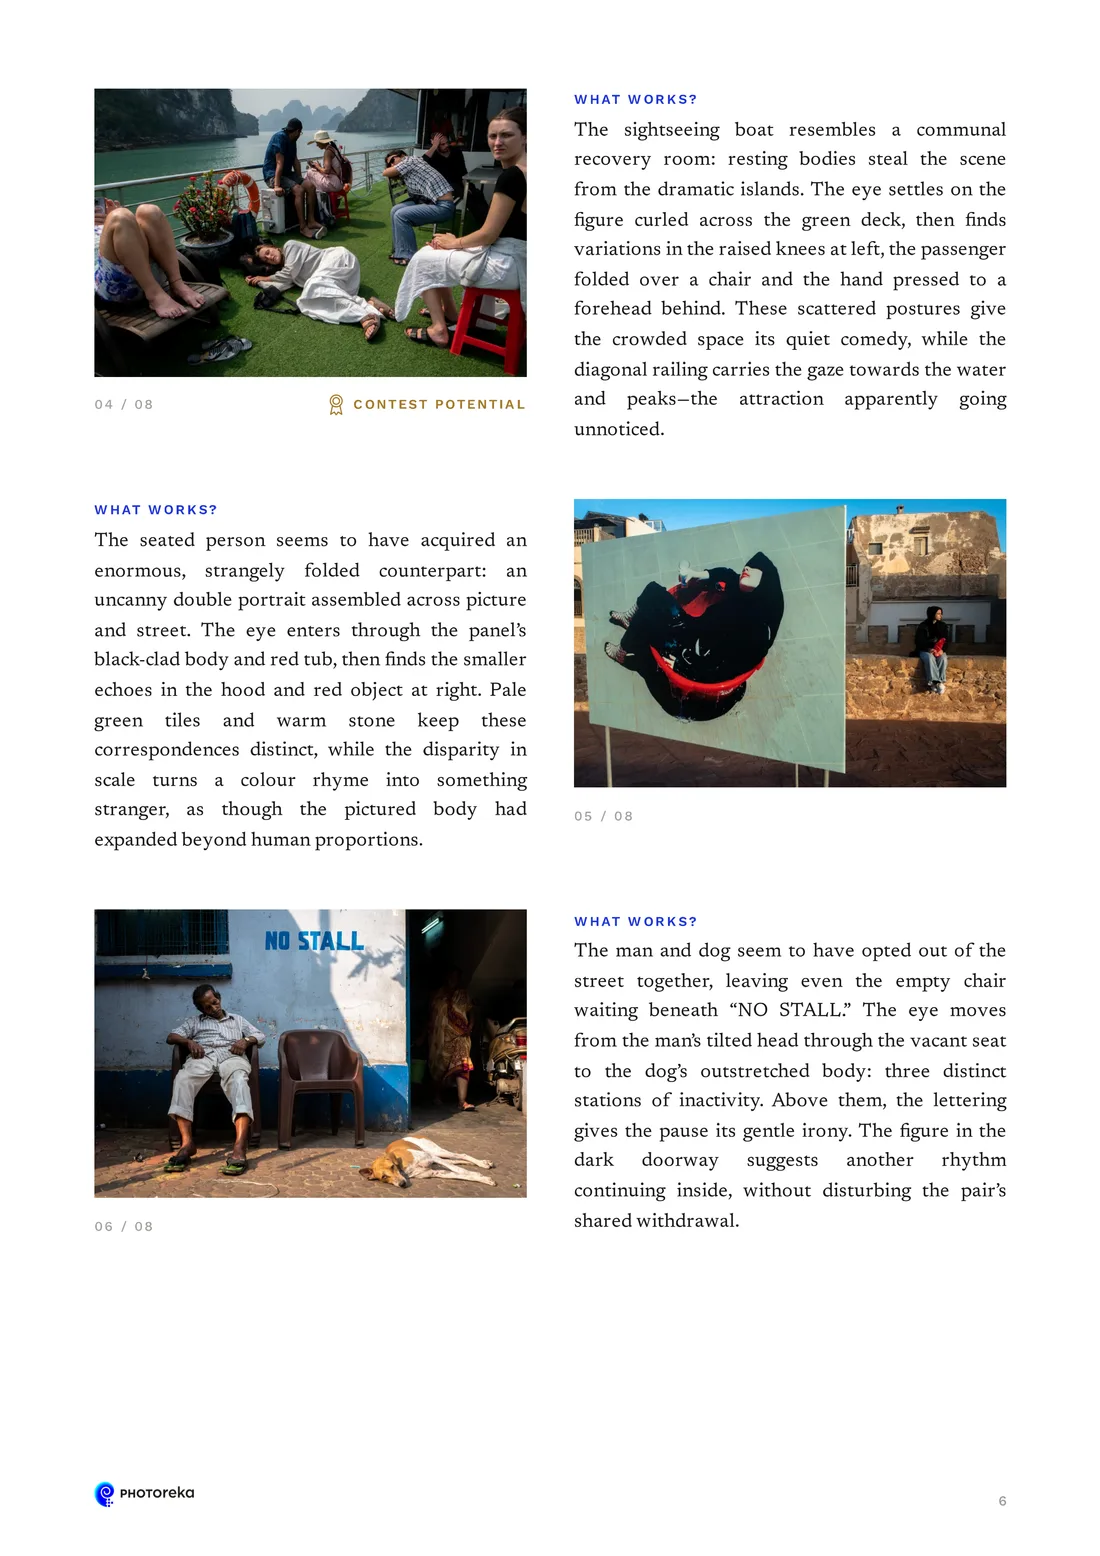 WHAT WORKS?
The sightseeing boat resembles a communal
recovery room: resting bodies steal the scene
from the dramatic islands. The eye settles on the
figure curled across the green deck, then finds
variations in the raised knees at left, the passenger
folded over a chair and the hand pressed to a
forehead behind. These scattered postures give
the crowded space its quiet comedy, while the
diagonal railing carries the gaze towards the water
and peaks—the attraction apparently going
unnoticed.
04 / 08
CONTEST POTENTIAL
WHAT WORKS?
The seated person seems to have acquired an
enormous, strangely folded counterpart: an
uncanny double portrait assembled across picture
and street. The eye enters through the panel’s
black-clad body and red tub, then finds the smaller
echoes in the hood and red object at right. Pale
green tiles and warm stone keep these
correspondences distinct, while the disparity in
scale turns a colour rhyme into something
stranger, as though the pictured body had
expanded beyond human proportions.
05 / 08
NO STALL
06 / 08
WHAT WORKS?
The man and dog seem to have opted out of the
street together, leaving even the empty chair
waiting beneath “NO STALL.” The eye moves
from the man’s tilted head through the vacant seat
to the dog’s outstretched body: three distinct
stations of inactivity. Above them, the lettering
gives the pause its gentle irony. The figure in the
dark doorway suggests another rhythm
continuing inside, without disturbing the pair’s
shared withdrawal.
PHOTOreka
6